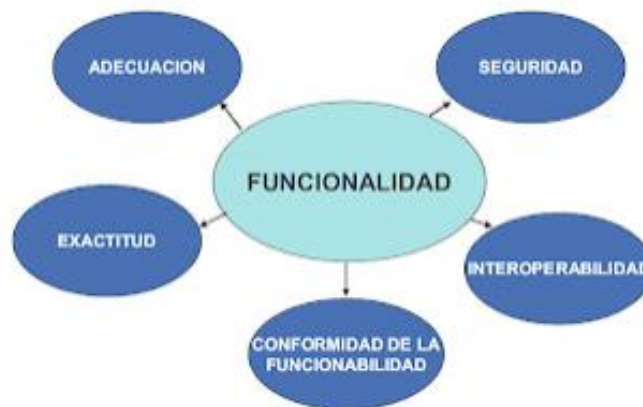 ADECUACION
SEGURIDAD
FUNCIONALIDAD
EXACTITUD
INTEROPERABILIDAD
CONFORMIDAD DE LA
FUNCIONABILIDAD